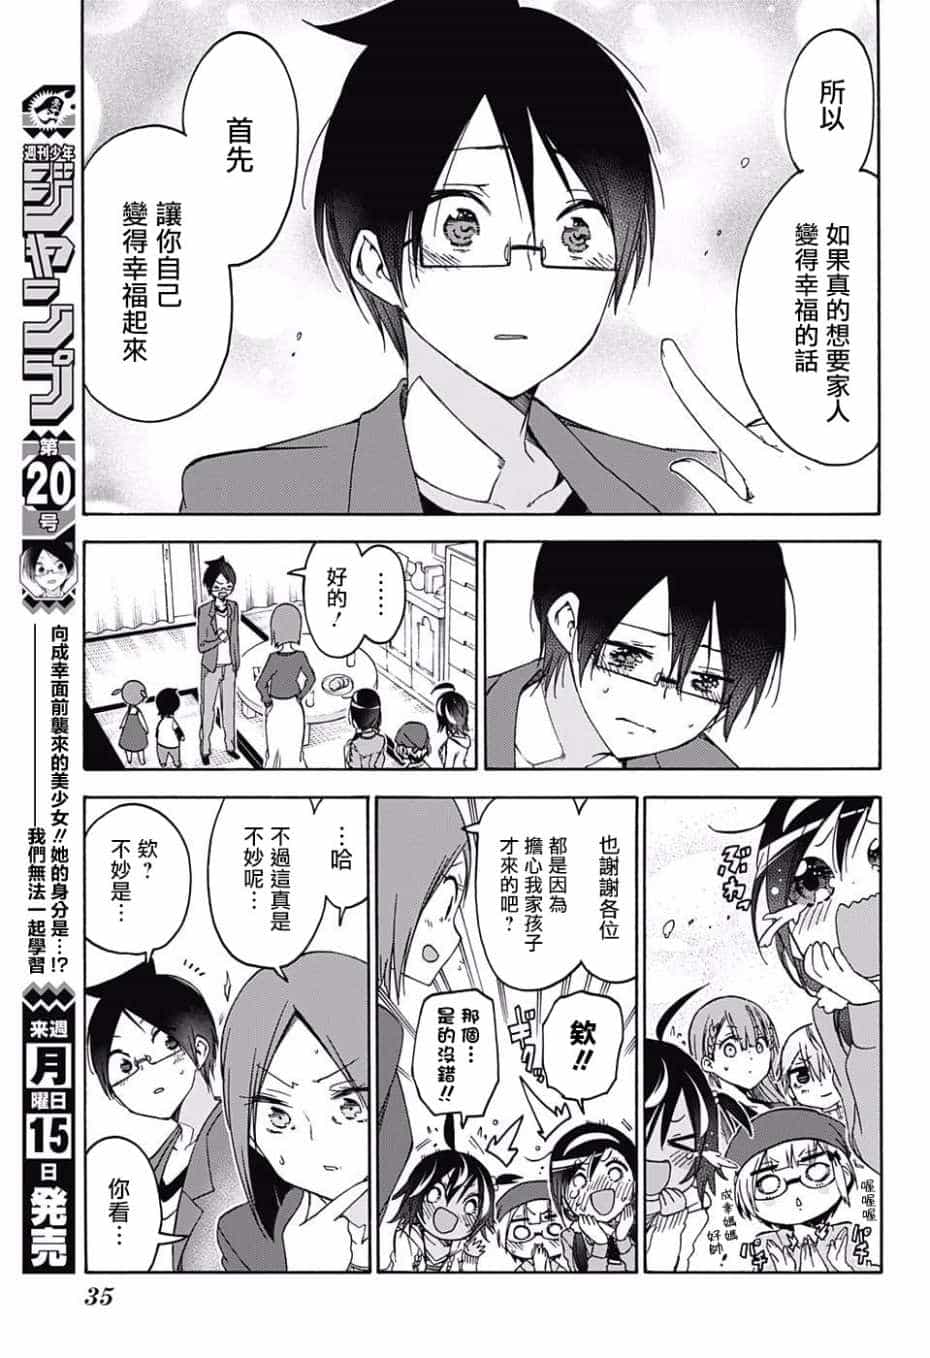 所以
如果真的想要家人
變得幸福的話
首先
讓你自己
變得幸福起來
……
好的！
也謝謝各位
都是因為
擔心我家孩子
才來的吧？
欸!!
那個…
是的沒錯!!
喔喔喔
成幸媽媽
好帥！
…哈
不過這真是
不妙呢…
欸？
不妙是…
你看…
週刊少年
ジャンプ
第
20
号
向成幸面前襲來的美少女!!她的身分是…!?
——我們無法一起學習
来週
月
曜日
15
日
発売
35